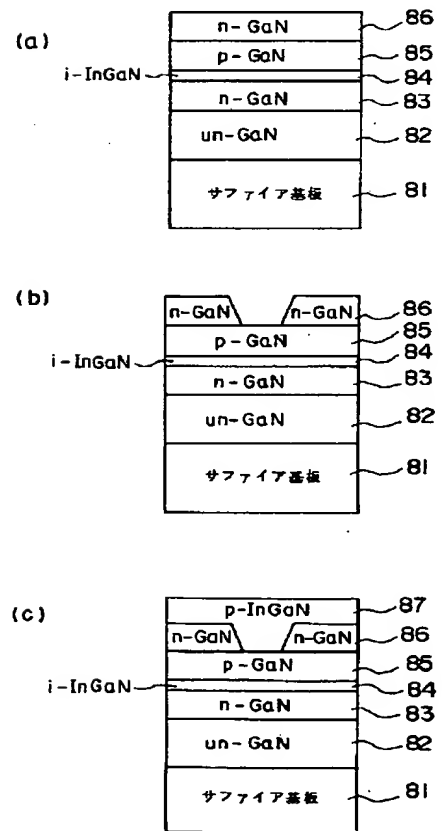 (a)
n-GaN 86
p-GaN 85
i-InGaN 84
n-GaN 83
un-GaN 82
サファイア基板 81
(b)
n-GaN n-GaN 86
p-GaN 85
i-InGaN 84
n-GaN 83
un-GaN 82
サファイア基板 81
(c)
p-InGaN 87
n-GaN n-GaN 86
p-GaN 85
i-InGaN 84
n-GaN 83
un-GaN 82
サファイア基板 81